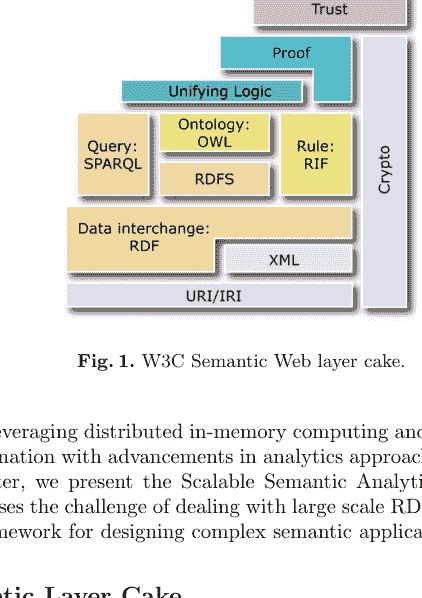 Trust
Proof
Unifying Logic
Query:
SPARQL
Ontology:
OWL
Rule:
RIF
RDFS
Crypto
Data interchange:
RDF
XML
URI/IRI
Fig. 1. W3C Semantic Web layer cake.
everaging distributed in-memory computing and
nation with advancements in analytics approach
ter, we present the Scalable Semantic Analyti
ses the challenge of dealing with large scale RD
mework for designing complex semantic applica
tic Layer Cake